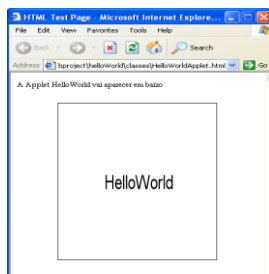 HTML Test Page - Microsoft Internet Explore...
File Edit View Favorites Tools Help
Back Search
Address bproject\helloWorld\classes\HelloWorldApplet.html Go
A Applet HelloWorld vai aparecer em baixo
HelloWorld